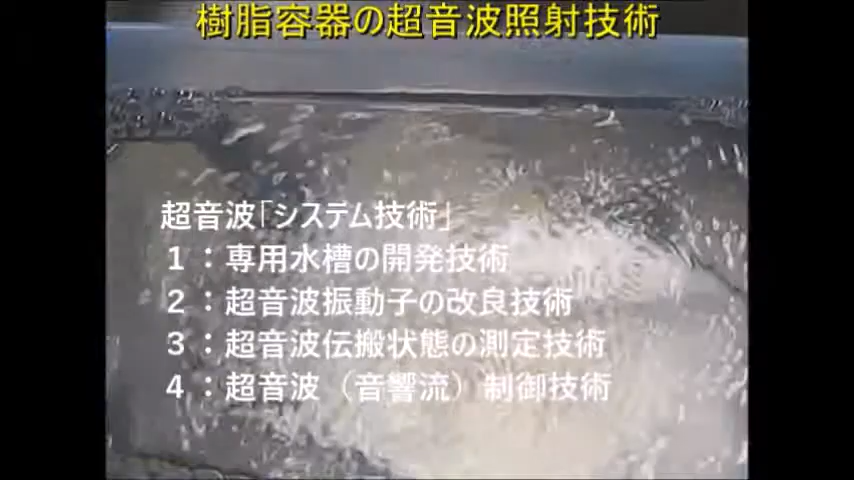 樹脂容器の超音波照射技術
超音波｢システム技術｣
１：専用水槽の開発技術
２：超音波振動子の改良技術
３：超音波伝搬状態の測定技術
４：超音波（音響流）制御技術